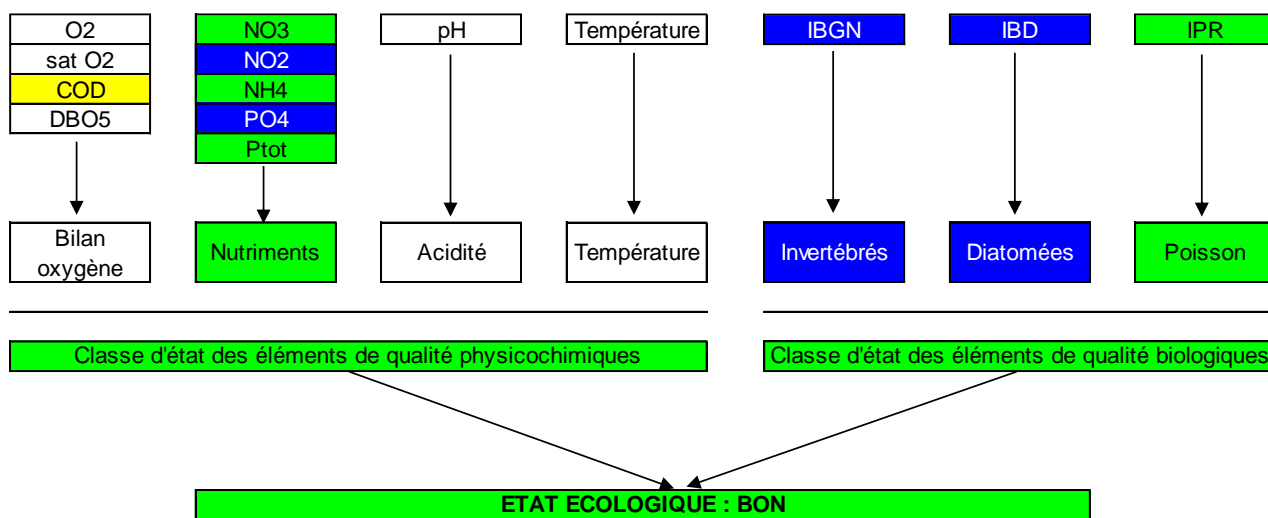 O2
sat O2
COD
DBO5
NO3
NO2
NH4
PO4
Ptot
pH
Température
IBGN
IBD
IPR
Bilan
oxygène
Nutriments
Acidité
Température
Invertébrés
Diatomées
Poisson
Classe d'état des éléments de qualité physicochimiques
Classe d'état des éléments de qualité biologiques
ETAT ECOLOGIQUE : BON